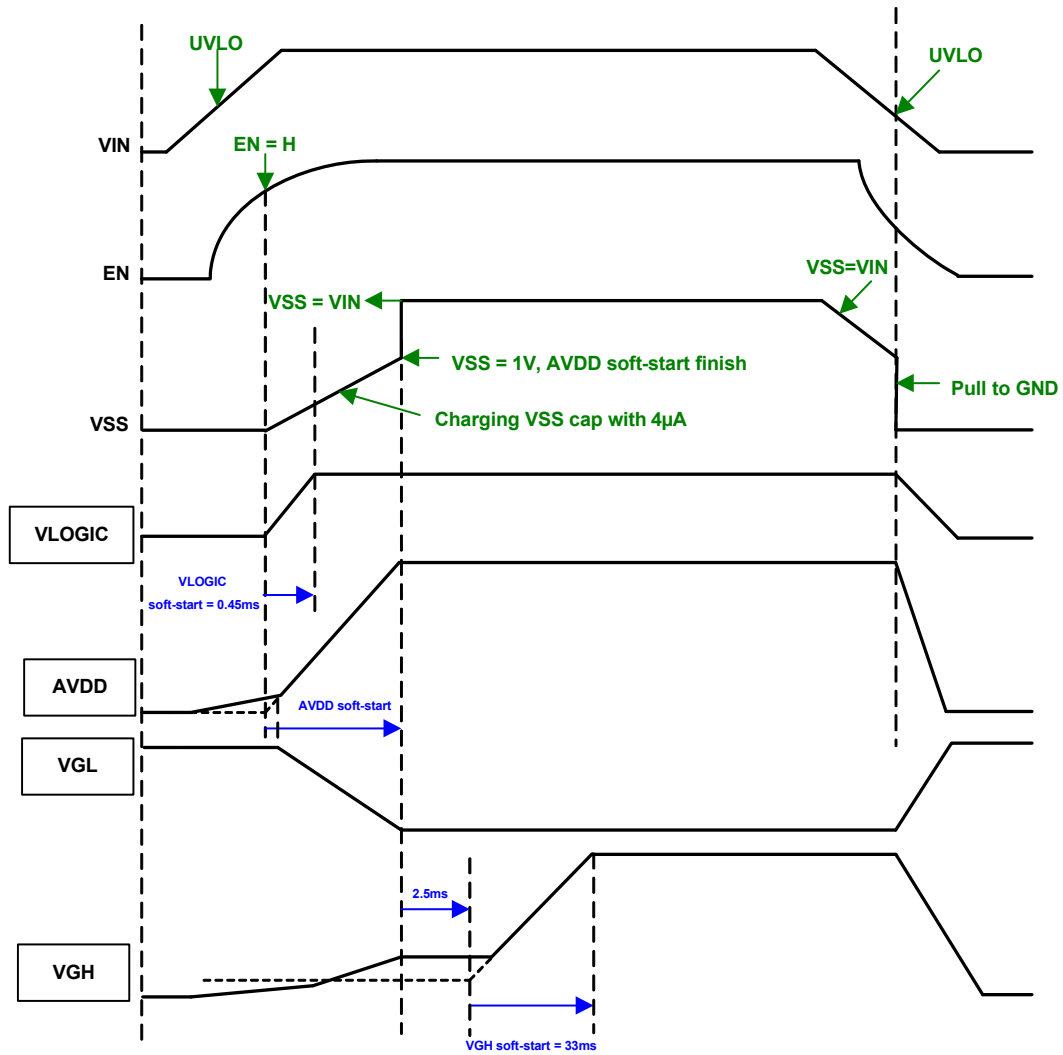 UVLO
UVLO
VIN
EN = H
EN
VSS=VIN
VSS = VIN
VSS = 1V, AVDD soft-start finish
Pull to GND
Charging VSS cap with 4µA
VSS
VLOGIC
VLOGIC
soft-start = 0.45ms
AVDD
AVDD soft-start
VGL
2.5ms
VGH
VGH soft-start = 33ms